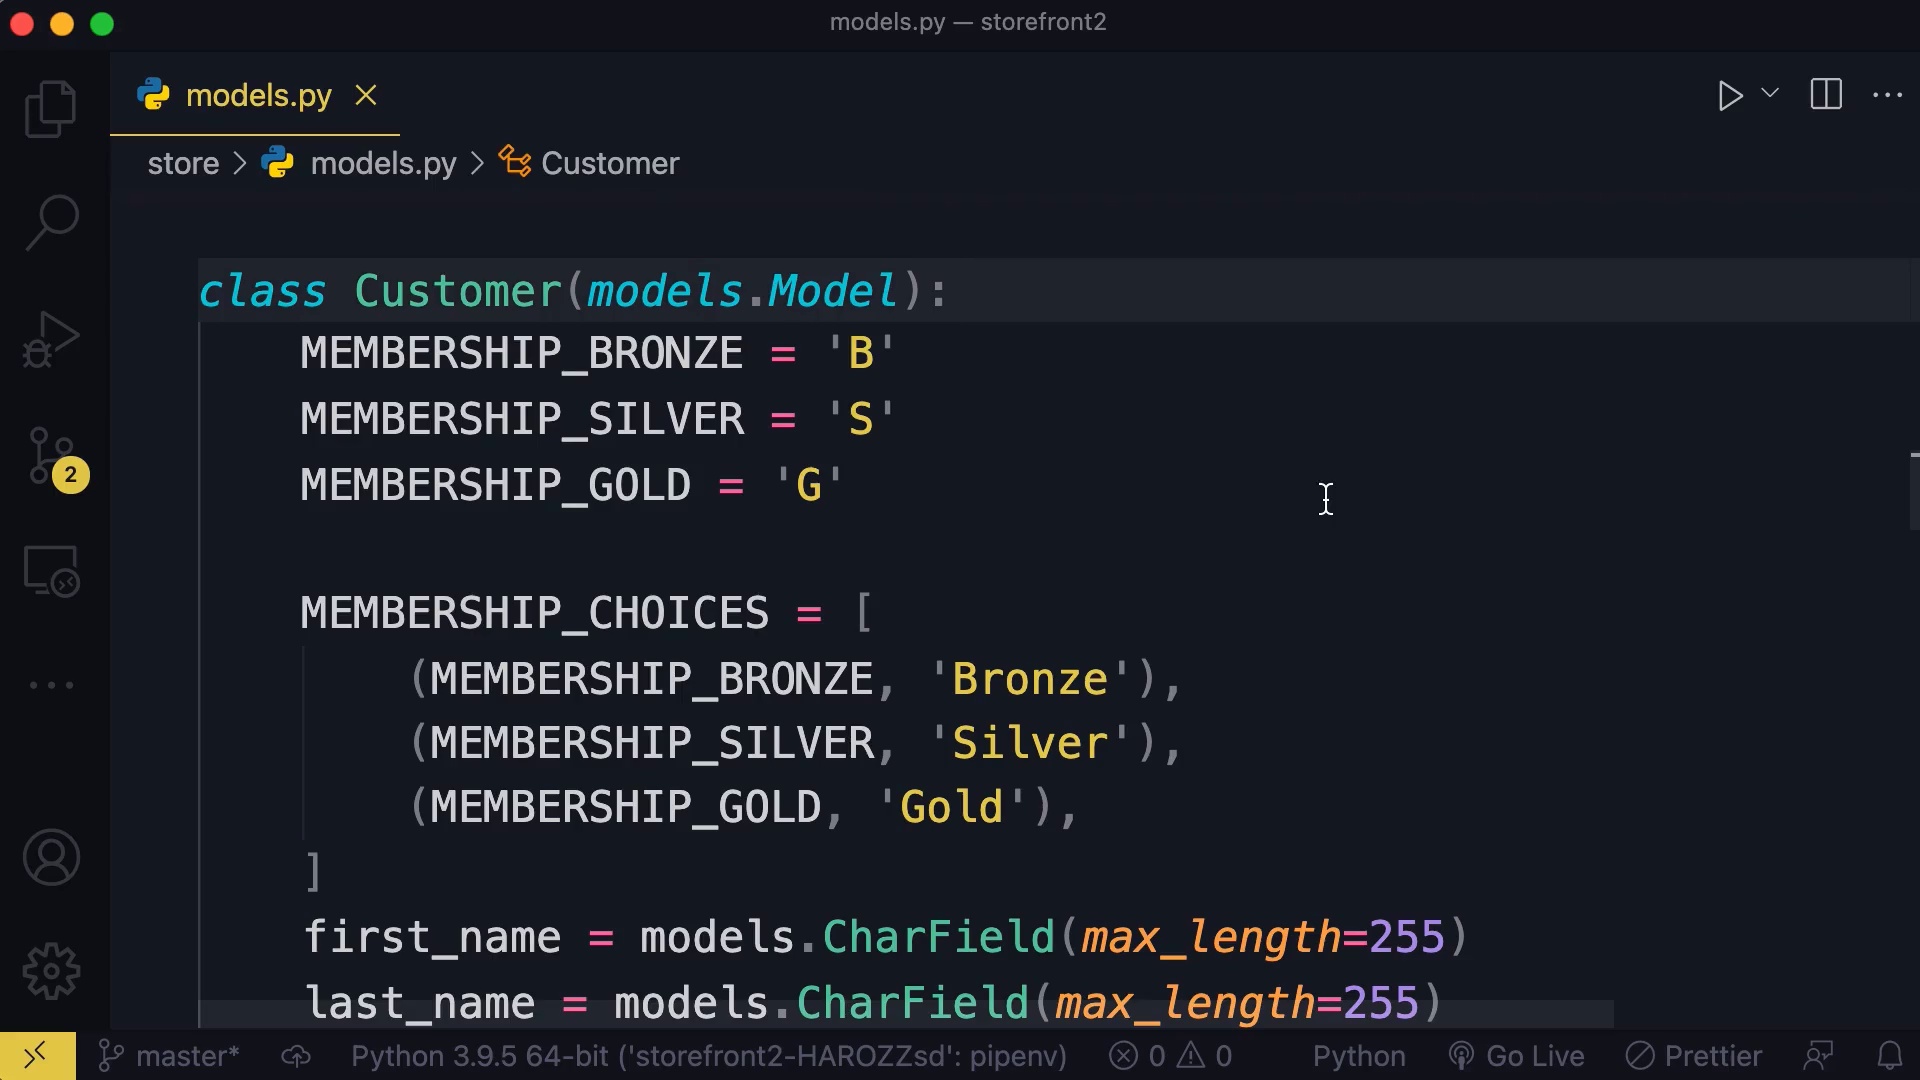 models.py — storefront2
models.py
store > models.py > Customer
class Customer(models.Model):
    MEMBERSHIP_BRONZE = 'B'
    MEMBERSHIP_SILVER = 'S'
    MEMBERSHIP_GOLD = 'G'

    MEMBERSHIP_CHOICES = [
        (MEMBERSHIP_BRONZE, 'Bronze'),
        (MEMBERSHIP_SILVER, 'Silver'),
        (MEMBERSHIP_GOLD, 'Gold'),
    ]
    first_name = models.CharField(max_length=255)
    last_name = models.CharField(max_length=255)
2
master* Python 3.9.5 64-bit ('storefront2-HAROZZsd': pipenv) 0 0 Python Go Live Prettier